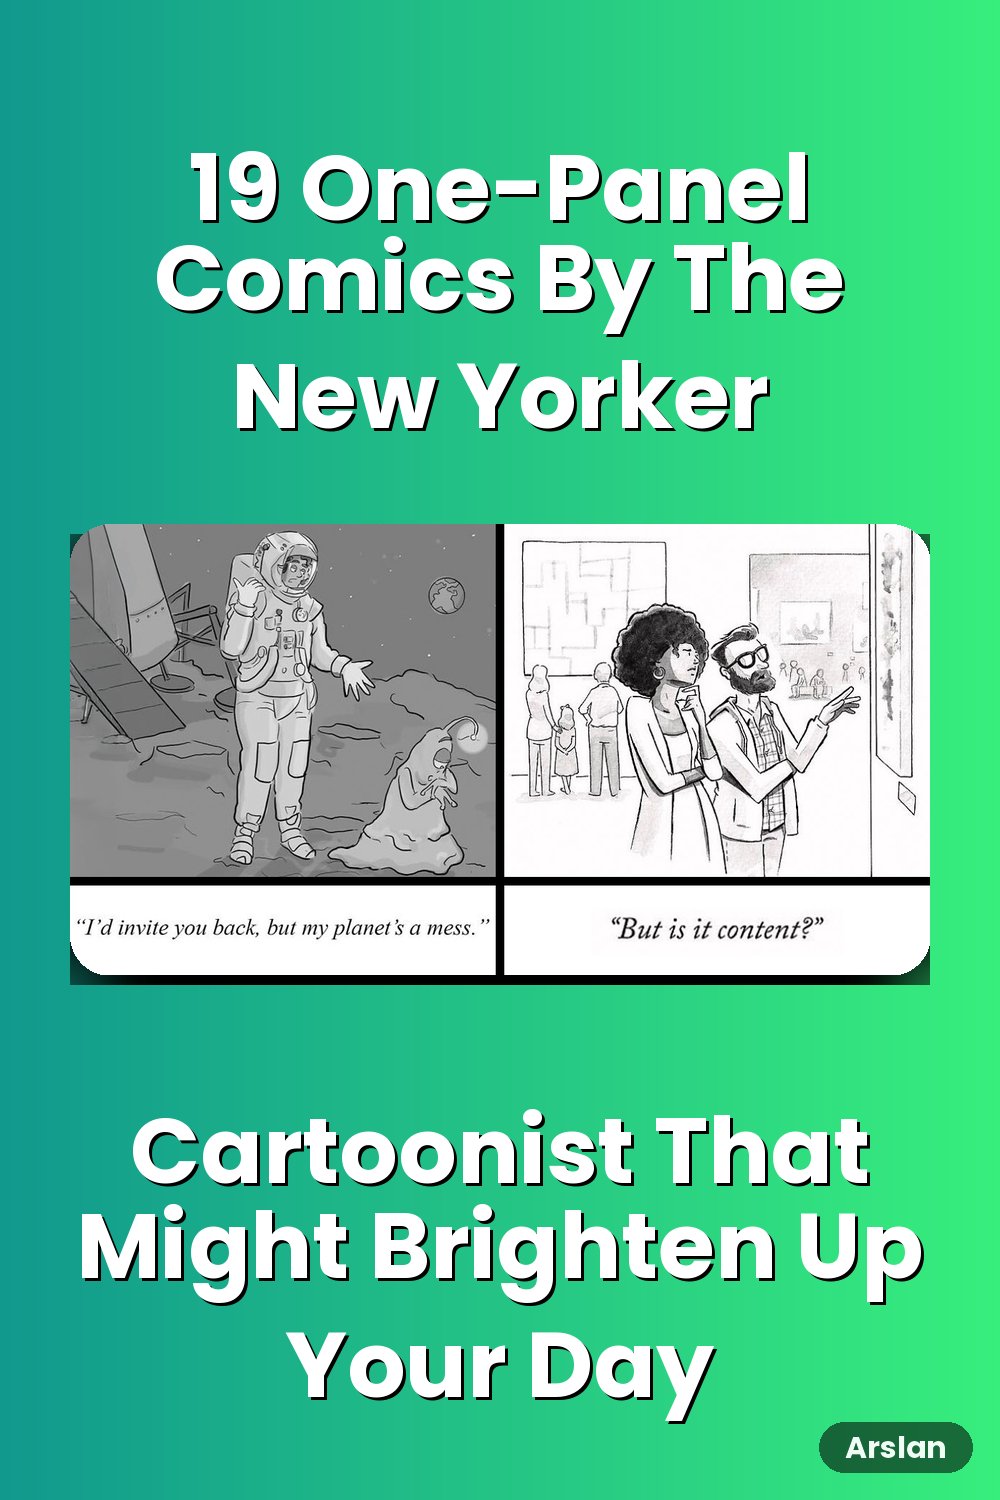 19 One-Panel
Comics By The
New Yorker
“I’d invite you back, but my planet’s a mess.”
“But is it content?”
Cartoonist That
Might Brighten Up
Your Day
Arslan